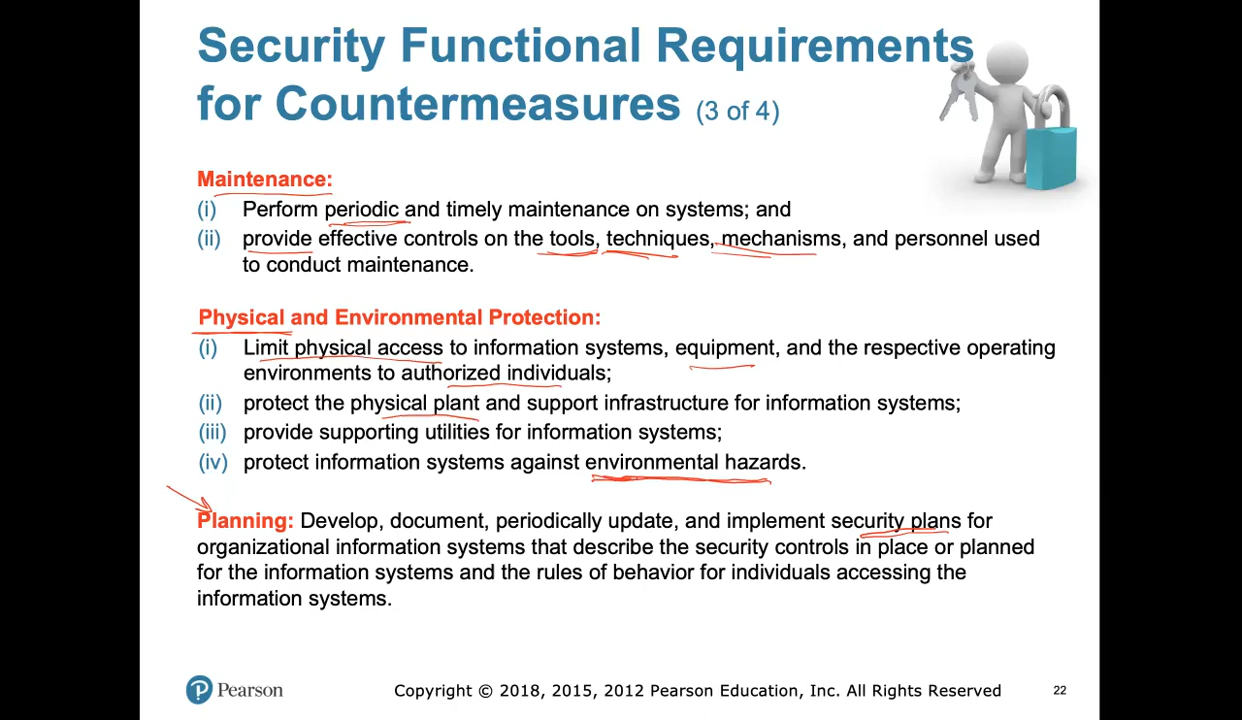 Security Functional Requirements
for Countermeasures (3 of 4)
Maintenance:
(i) Perform periodic and timely maintenance on systems; and
(ii) provide effective controls on the tools, techniques, mechanisms, and personnel used
to conduct maintenance.
Physical and Environmental Protection:
(i) Limit physical access to information systems, equipment, and the respective operating
environments to authorized individuals;
(ii) protect the physical plant and support infrastructure for information systems;
(iii) provide supporting utilities for information systems;
(iv) protect information systems against environmental hazards.
Planning: Develop, document, periodically update, and implement security plans for
organizational information systems that describe the security controls in place or planned
for the information systems and the rules of behavior for individuals accessing the
information systems.
Pearson Copyright © 2018, 2015, 2012 Pearson Education, Inc. All Rights Reserved 22